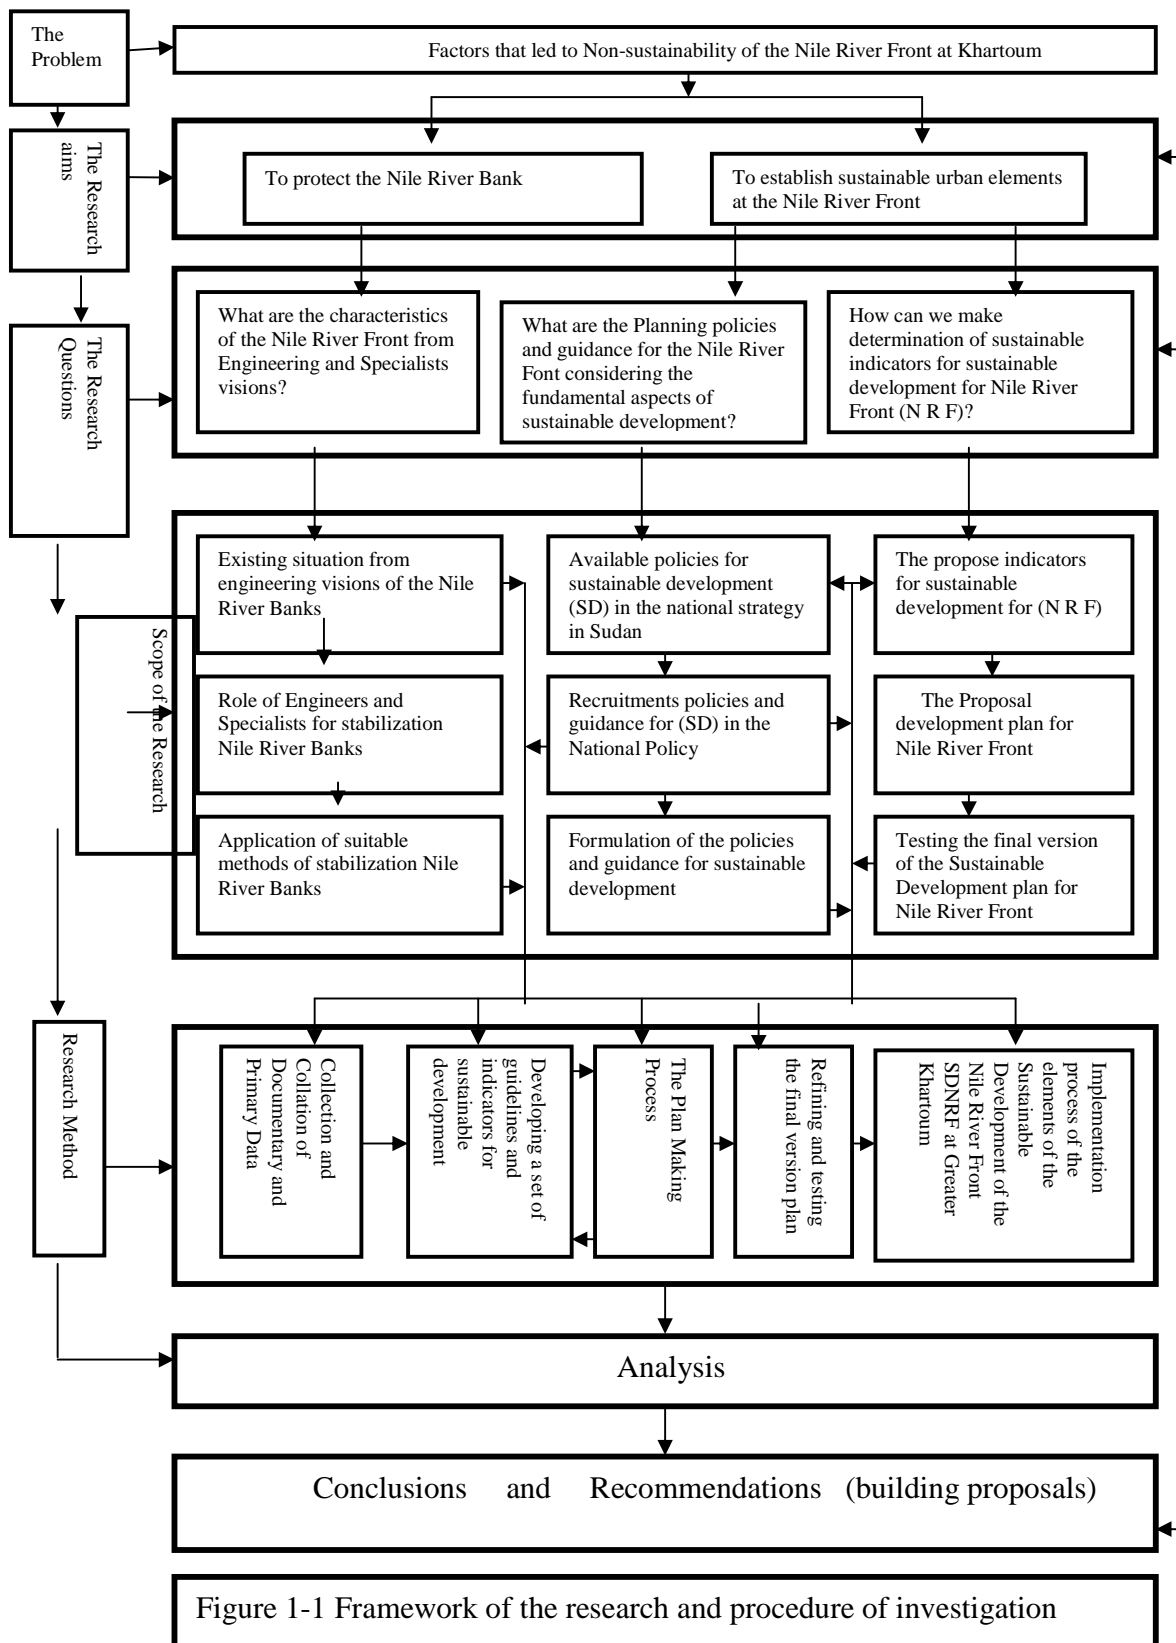 The
Problem
Factors that led to Non-sustainability of the Nile River Front at Khartoum
The Research
aims
To protect the Nile River Bank
To establish sustainable urban elements
at the Nile River Front
The Research
Questions
What are the characteristics
of the Nile River Front from
Engineering and Specialists
visions?
What are the Planning policies
and guidance for the Nile River
Font considering the
fundamental aspects of
sustainable development?
How can we make
determination of sustainable
indicators for sustainable
development for Nile River
Front (N R F)?
Scope of the Research
Existing situation from
engineering visions of the Nile
River Banks
Available policies for
sustainable development
(SD) in the national strategy
in Sudan
The propose indicators
for sustainable
development for (N R F)
Role of Engineers and
Specialists for stabilization
Nile River Banks
Recruitments policies and
guidance for (SD) in the
National Policy
The Proposal
development plan for
Nile River Front
Application of suitable
methods of stabilization Nile
River Banks
Formulation of the policies
and guidance for sustainable
development
Testing the final version
of the Sustainable
Development plan for
Nile River Front
Research Method
Collection and
Collation of
Documentary and
Primary Data
Developing a set of
guidelines and
indicators for
sustainable
development
The Plan Making
Process
Refining and testing
the final version plan
Implementation
process of the
elements of the
Sustainable
Development of the
Nile River Front
SDNRF at Greater
Khartoum
Analysis
Conclusions and Recommendations (building proposals)
Figure 1-1 Framework of the research and procedure of investigation